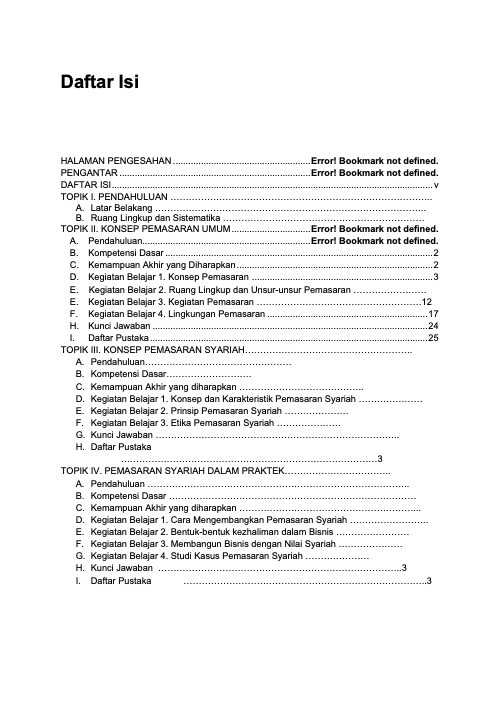 Daftar Isi
HALAMAN PENGESAHAN ..................................................... Error! Bookmark not defined.
PENGANTAR .......................................................................... Error! Bookmark not defined.
DAFTAR ISI .............................................................................................................................. v
TOPIK I. PENDAHULUAN …………………………………………………………………………..
A. Latar Belakang ……………………………………………………………………………..
B. Ruang Lingkup dan Sistematika …………………………………………………………
TOPIK II. KONSEP PEMASARAN UMUM ............................... Error! Bookmark not defined.
A. Pendahuluan.................................................................. Error! Bookmark not defined.
B. Kompetensi Dasar ......................................................................................................... 2
C. Kemampuan Akhir yang Diharapkan ............................................................................. 2
D. Kegiatan Belajar 1. Konsep Pemasaran ....................................................................... 3
E. Kegiatan Belajar 2. Ruang Lingkup dan Unsur-unsur Pemasaran ……………………
E. Kegiatan Belajar 3. Kegiatan Pemasaran ………………………………………………12
F. Kegiatan Belajar 4. Lingkungan Pemasaran ............................................................... 17
H. Kunci Jawaban ............................................................................................................ 24
I. Daftar Pustaka ............................................................................................................. 25
TOPIK III. KONSEP PEMASARAN SYARIAH……………………………………………….
A. Pendahuluan…………………………………………
B. Kompetensi Dasar………………………
C. Kemampuan Akhir yang diharapkan …………………………………..
D. Kegiatan Belajar 1. Konsep dan Karakteristik Pemasaran Syariah …………………
E. Kegiatan Belajar 2. Prinsip Pemasaran Syariah …………………
F. Kegiatan Belajar 3. Etika Pemasaran Syariah …………………
G. Kunci Jawaban ……………………………………………………………………..
H. Daftar Pustaka
…………………………………………………………………………3
TOPIK IV. PEMASARAN SYARIAH DALAM PRAKTEK……………………………..
A. Pendahuluan …………………………………………………………………………..
B. Kompetensi Dasar ………………………………………………………………………
C. Kemampuan Akhir yang diharapkan …………………………………………………...
D. Kegiatan Belajar 1. Cara Mengembangkan Pemasaran Syariah ……………………..
E. Kegiatan Belajar 2. Bentuk-bentuk kezhaliman dalam Bisnis ……………………
F. Kegiatan Belajar 3. Membangun Bisnis dengan Nilai Syariah …………………
G. Kegiatan Belajar 4. Studi Kasus Pemasaran Syariah …………………
H. Kunci Jawaban ……………………………………………………………………..3
I. Daftar Pustaka ……………………………………………………………………..3